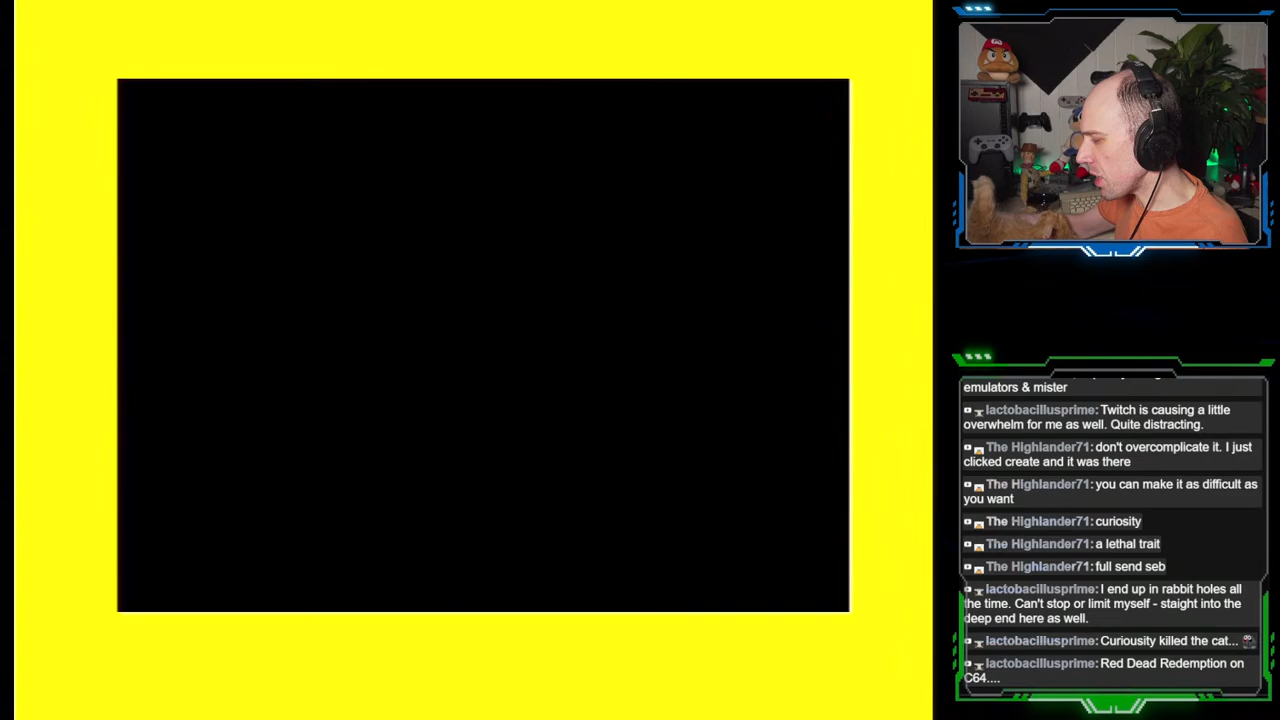 emulators & mister
lactobacillusprime: Twitch is causing a little
overwhelm for me as well. Quite distracting.
The Highlander71: don't overcomplicate it. I just
clicked create and it was there
The Highlander71: you can make it as difficult as
you want
The Highlander71: curiosity
The Highlander71: a lethal trait
The Highlander71: full send seb
lactobacillusprime: I end up in rabbit holes all
the time. Can't stop or limit myself - staight into the
deep end here as well.
lactobacillusprime: Curiousity killed the cat...
lactobacillusprime: Red Dead Redemption on
C64....